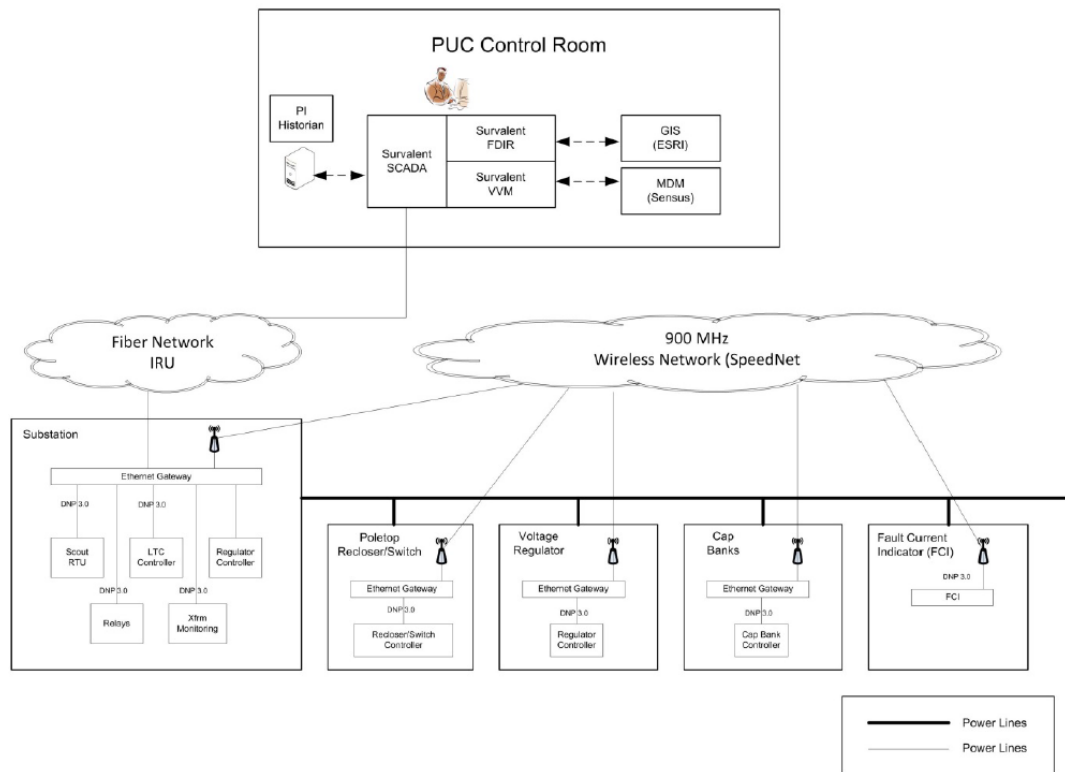 PUC Control Room
PI
Historian
Survalent
SCADA
Survalent
FDIR
Survalent
VVM
GIS
(ESRI)
MDM
(Sensus)
Fiber Network
IRU
900 MHz
Wireless Network (SpeedNet
Substation
Ethernet Gateway
DNP 3.0
DNP 3.0
Scout
RTU
LTC
Controller
Regulator
Controller
DNP 3.0
DNP 3.0
Relays
Xfrm
Monitoring
Poletop
Recloser/Switch
Ethernet Gateway
DNP 3.0
Recloser/Switch
Controller
Voltage
Regulator
Ethernet Gateway
DNP 3.0
Regulator
Controller
Cap
Banks
Ethernet Gateway
DNP 3.0
Cap Bank
Controller
Fault Current
Indicator (FCI)
DNP 3.0
FCI
Power Lines
Power Lines